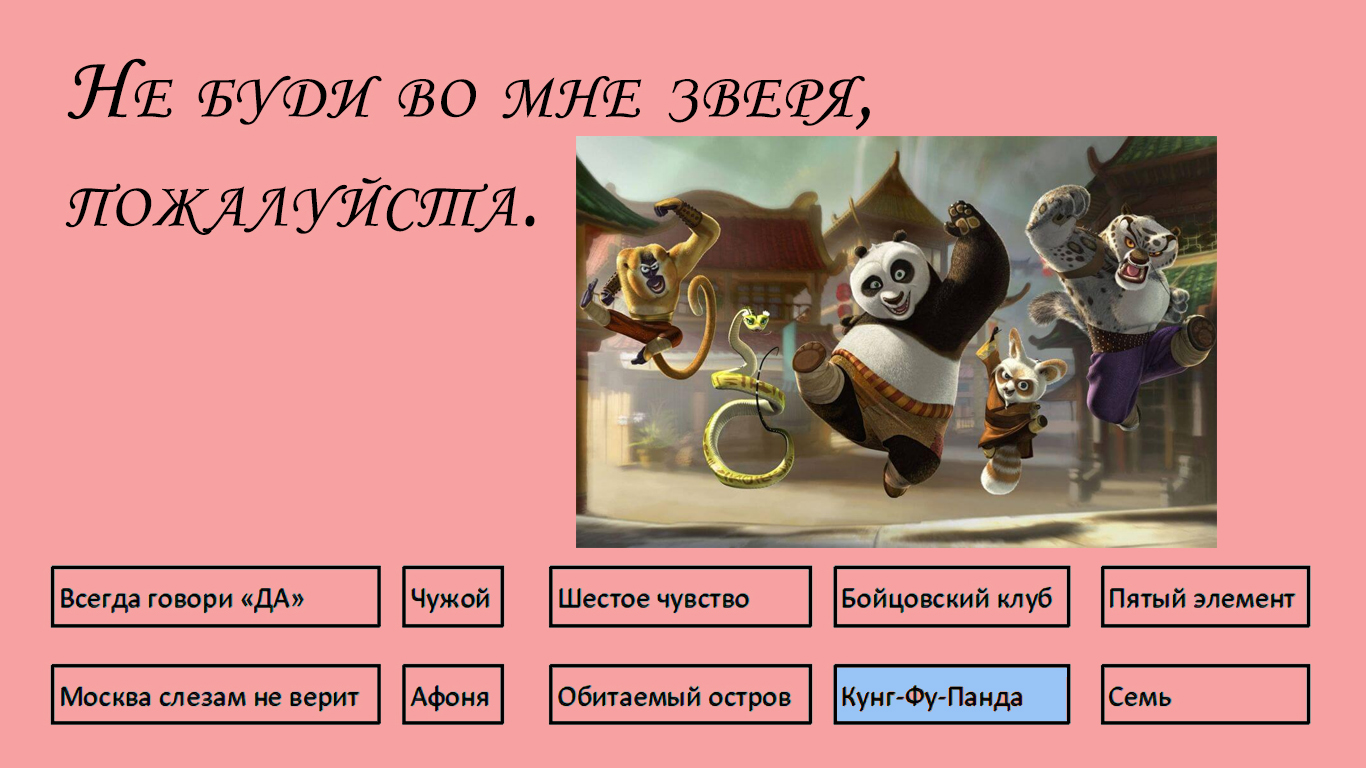 Не буди во мне зверя,
пожалуйста.
Всегда говори «ДА»
Чужой
Шестое чувство
Бойцовский клуб
Пятый элемент
Москва слезам не верит
Афоня
Обитаемый остров
Кунг-Фу-Панда
Семь